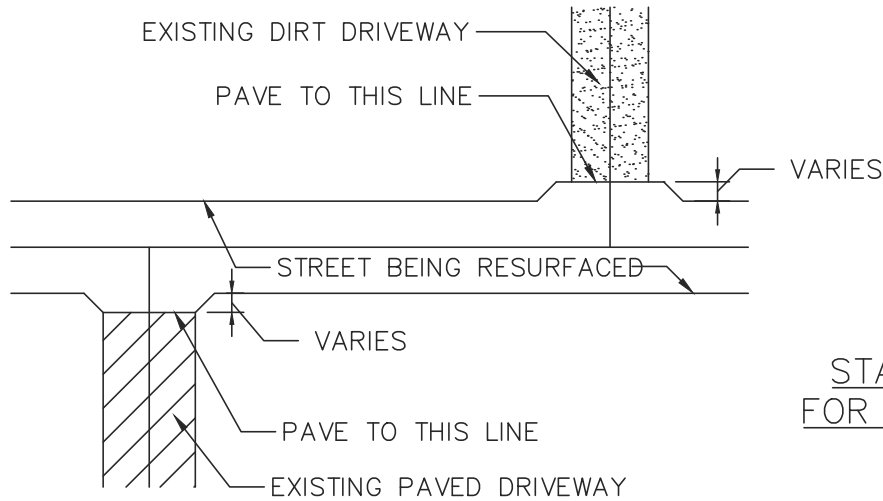 EXISTING DIRT DRIVEWAY
PAVE TO THIS LINE
VARIES
STREET BEING RESURFACED
VARIES
PAVE TO THIS LINE
EXISTING PAVED DRIVEWAY
FOR